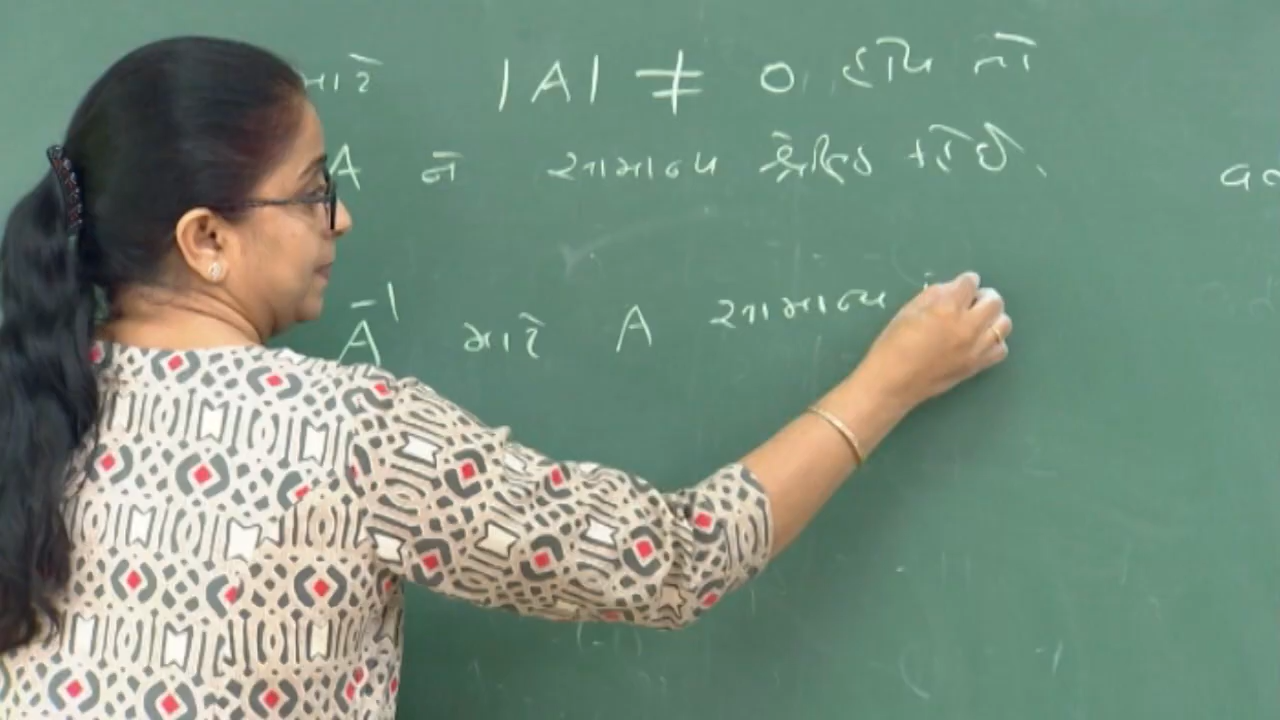 માટે |A| ≠ 0 હોય તો
A ને સામાન્ય શ્રેણિક કહેવાય.
A⁻¹ માટે A સામાન્ય